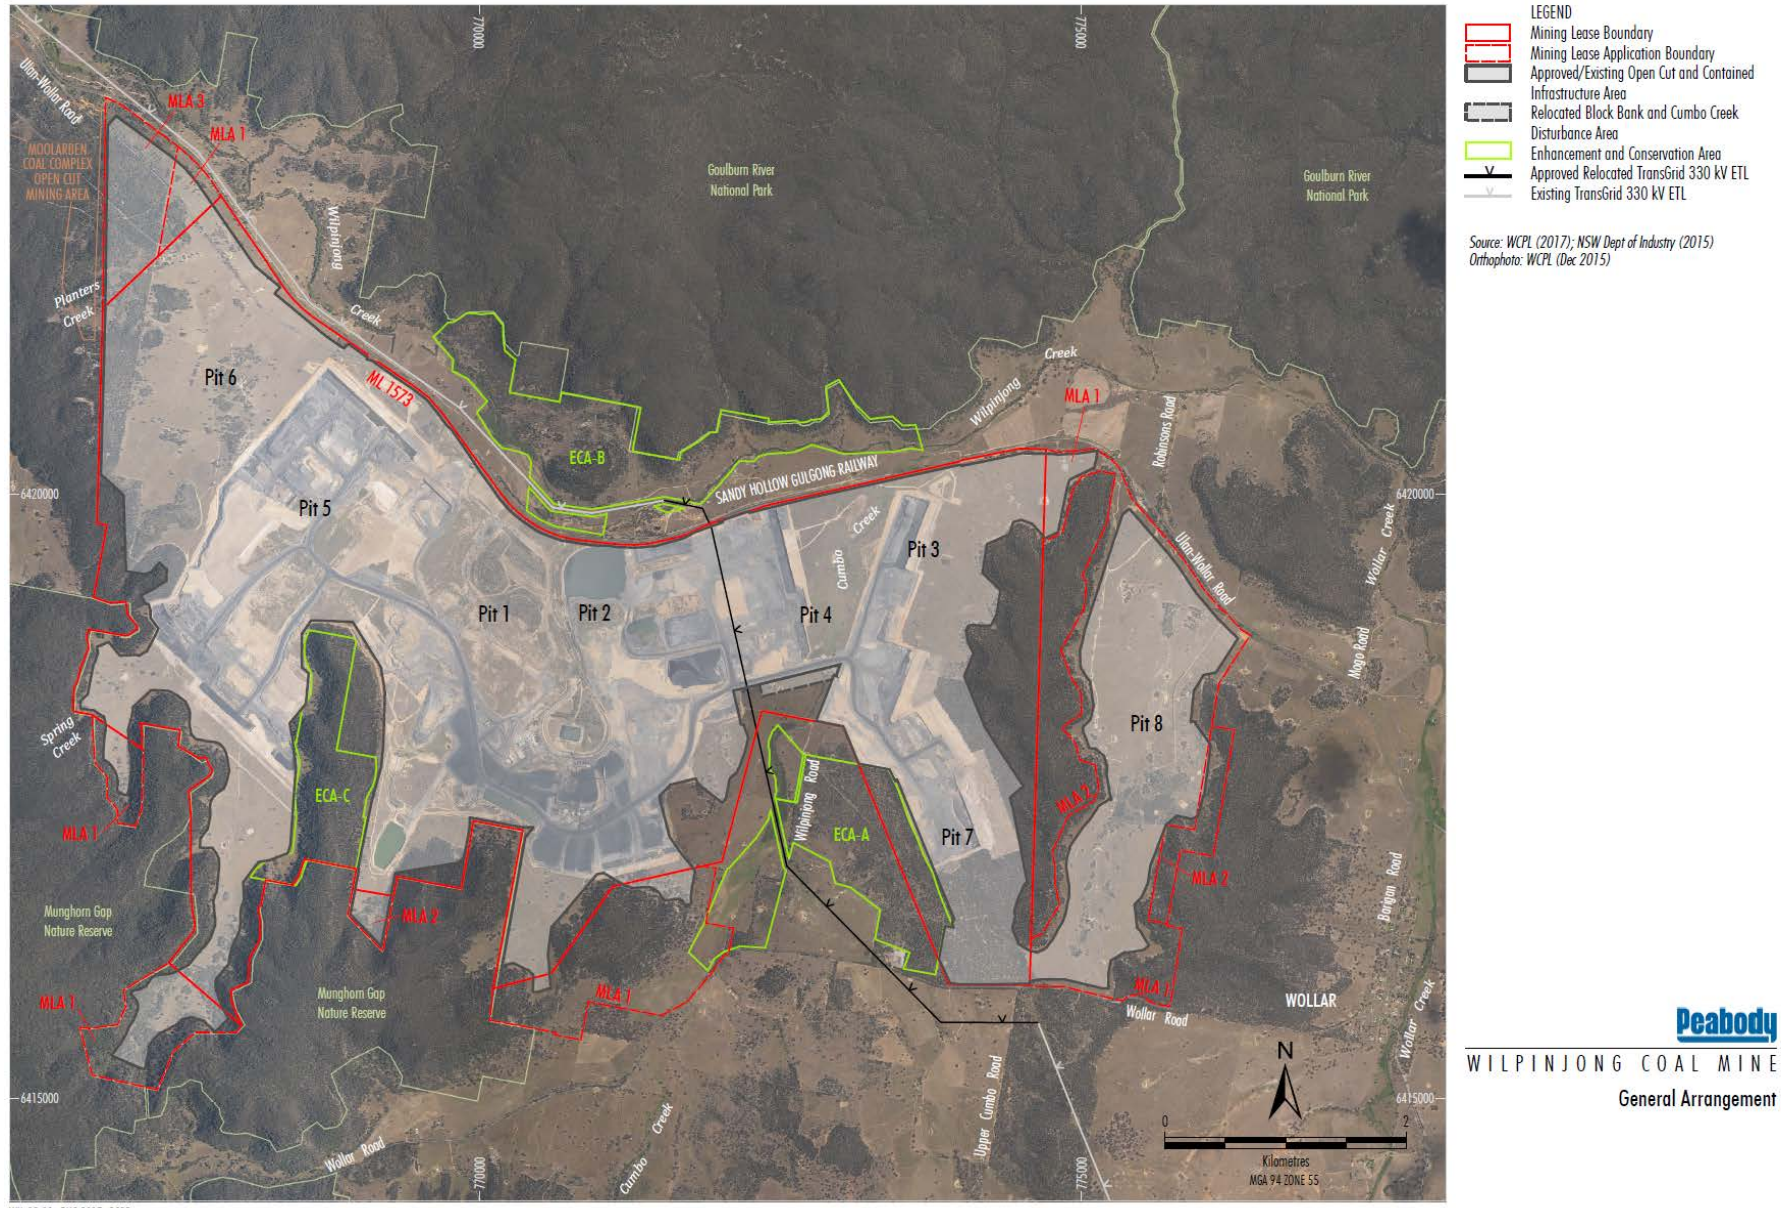 LEGEND
Mining Lease Boundary
Mining Lease Application Boundary
Approved/Existing Open Cut and Contained
Infrastructure Area
Relocated Block Bank and Cumbo Creek
Disturbance Area
Enhancement and Conservation Area
Approved Relocated TransGrid 330 kV ETL
Existing TransGrid 330 kV ETL
Source: WCPL (2017); NSW Dept of Industry (2015)
Orthophoto: WCPL (Dec 2015)
770000
775000
Ulan-Wollar Road
MLA 3
MLA 1
MOOLARBEN
COAL COMPLEX
OPEN CUT
MINING AREA
Goulburn River
National Park
Goulburn River
National Park
Wilpinjong
Creek
Planters
Creek
Pit 6
ML 1573
Creek
Wilpinjong
MLA 1
Robinsons Road
ECA-B
SANDY HOLLOW GULGONG RAILWAY
6420000
6420000
Pit 5
Creek
Cumbo
Pit 3
Ulan-Wollar Road
Wollar Creek
Pit 1
Pit 2
Pit 4
Mogo Road
Spring
Creek
Pit 8
ECA-C
MLA 1
Wilpinjong Road
ECA-A
Pit 7
MLA 2
MLA 2
Barigan Road
Munghorn Gap
Nature Reserve
MLA 2
MLA 1
Munghorn Gap
Nature Reserve
MLA 1
MLA 1
Wollar Road
WOLLAR
Wollar Creek
Upper Cumbo Road
6415000
6415000
Wollar Road
Cumbo
Creek
770000
775000
N
0
2
Kilometres
MGA 94 ZONE 55
Peabody
WILPINJONG COAL MINE
General Arrangement